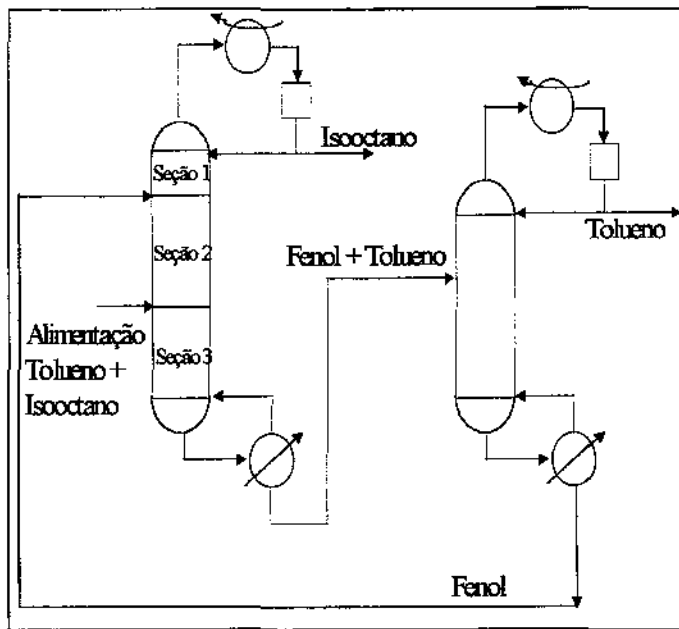 Isooctano
Seção 1
Tolueno
Seção 2
Fenol + Tolueno
Alimentação
Tolueno +
Isooctano
Seção 3
Fenol